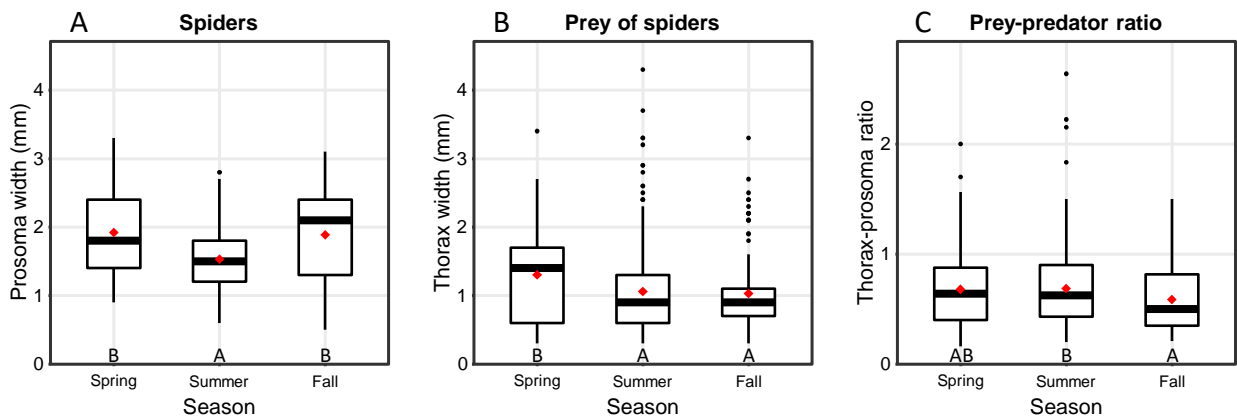 A Spiders
Prosoma width (mm)
4
3
2
1
0
B A B
Spring Summer Fall
Season
B Prey of spiders
Thorax width (mm)
4
3
2
1
0
B A A
Spring Summer Fall
Season
C Prey-predator ratio
Thorax-prosoma ratio
2
1
0
AB B A
Spring Summer Fall
Season